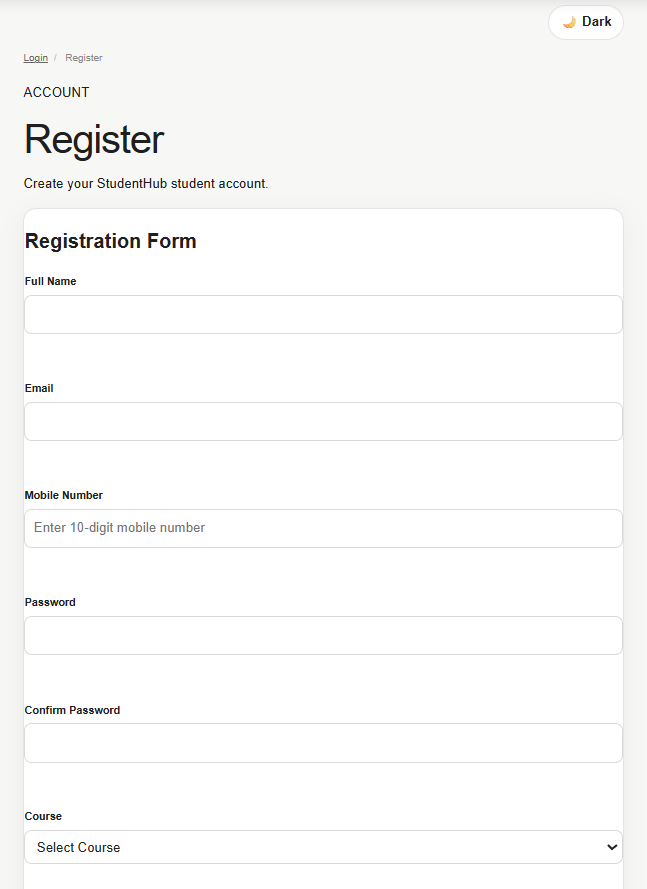 🌙 Dark
Login / Register
ACCOUNT
Register
Create your StudentHub student account.
Registration Form
Full Name
Email
Mobile Number
Enter 10-digit mobile number
Password
Confirm Password
Course
Select Course